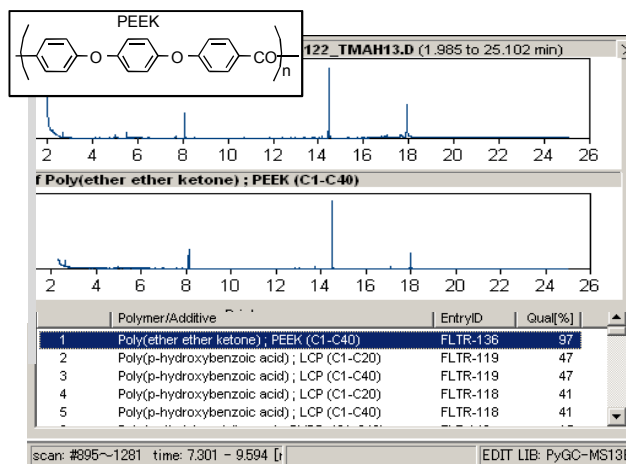 PEEK
O O CO n
122_TMAH13.D (1.985 to 25.102 min)
2 4 6 8 10 12 14 16 18 20 22 24 26
f Poly(ether ether ketone) ; PEEK (C1-C40)
2 4 6 8 10 12 14 16 18 20 22 24 26
Polymer/Additive EntryID Qual[%]
1 Poly(ether ether ketone) ; PEEK (C1-C40) FLTR-136 97
2 Poly(p-hydroxybenzoic acid) ; LCP (C1-C20) FLTR-119 47
3 Poly(p-hydroxybenzoic acid) ; LCP (C1-C40) FLTR-119 47
4 Poly(p-hydroxybenzoic acid) ; LCP (C1-C20) FLTR-118 41
5 Poly(p-hydroxybenzoic acid) ; LCP (C1-C40) FLTR-118 41
scan: #895~1281 time: 7.301 - 9.594 [r EDIT LIB: PyGC-MS13E